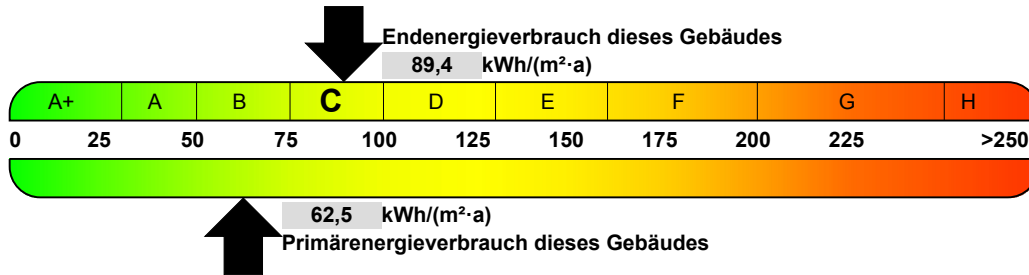 Endenergieverbrauch dieses Gebäudes
89,4 kWh/(m²·a)
A+ A B C D E F G H
0 25 50 75 100 125 150 175 200 225 >250
62,5 kWh/(m²·a)
Primärenergieverbrauch dieses Gebäudes